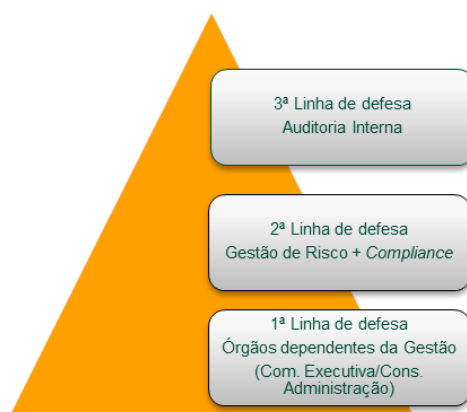 3ª Linha de defesa
Auditoria Interna
2ª Linha de defesa
Gestão de Risco + Compliance
1ª Linha de defesa
Órgãos dependentes da Gestão
(Com. Executiva/Cons.
Administração)